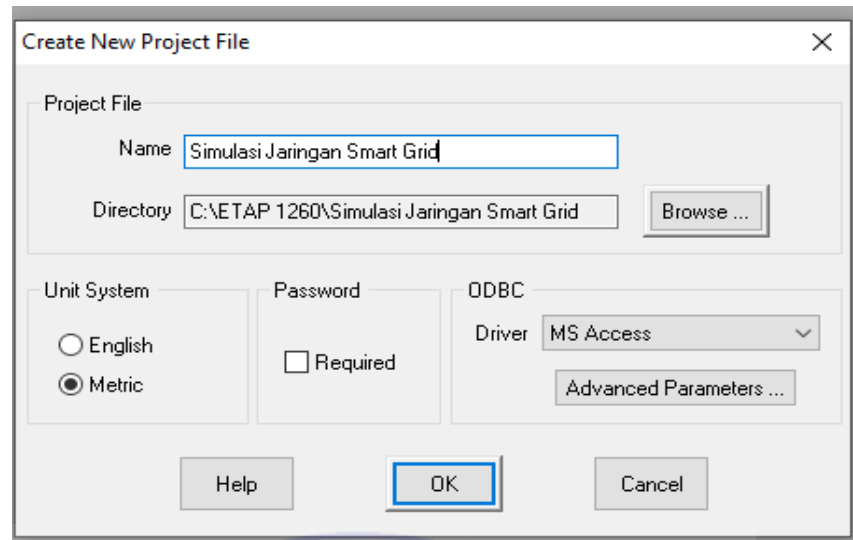 Create New Project File
Project File
Name Simulasi Jaringan Smart Grid
Directory C:\ETAP 1260\Simulasi Jaringan Smart Grid Browse ...
Unit System Password ODBC
English Required Driver MS Access
Metric Advanced Parameters ...
Help OK Cancel